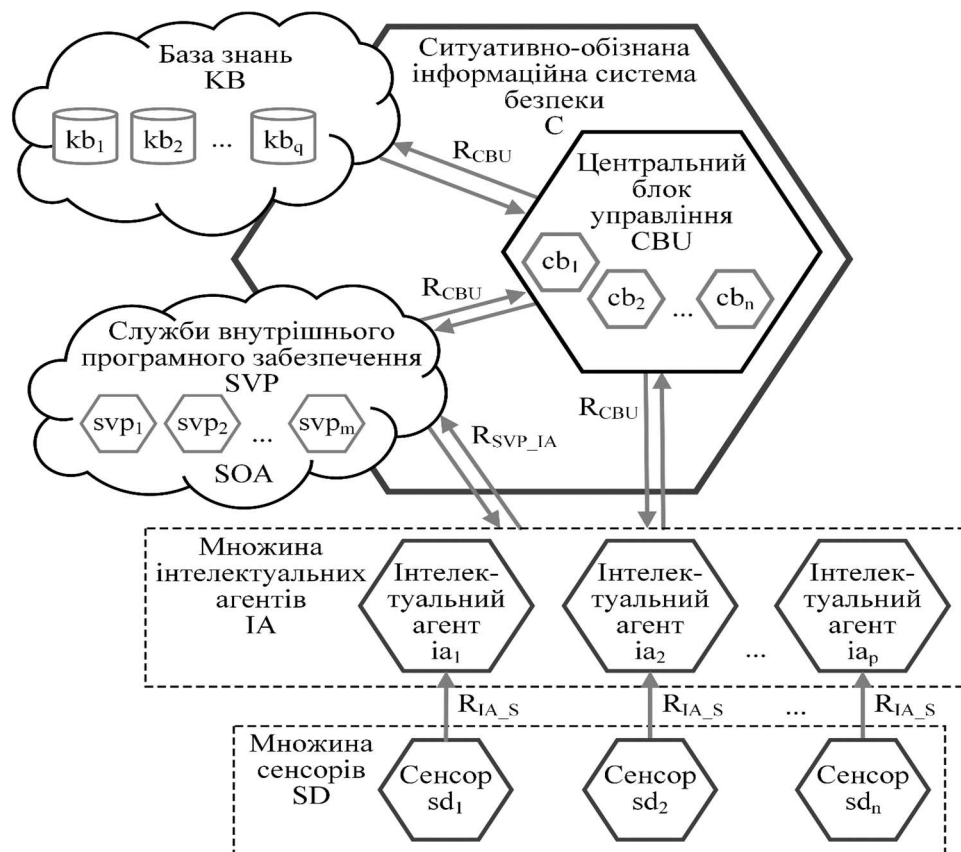 База знань
KB
kb1 kb2 ... kbq
Ситуативно-обізнана
інформаційна система
безпеки
C
RCBU
Центральний
блок
управління
CBU
cb1
cb2 ... cbn
RCBU
Служби внутрішнього
програмного забезпечення
SVP
svp1 svp2 ... svpm
SOA
RSVP_IA
RCBU
Множина
інтелектуальних
агентів
IA
Інтелек-
туальний
агент
ia1
Інтелек-
туальний
агент
ia2
...
Інтелек-
туальний
агент
iap
RIA_S RIA_S ... RIA_S
Множина
сенсорів
SD
Сенсор
sd1
Сенсор
sd2
Сенсор
sdn